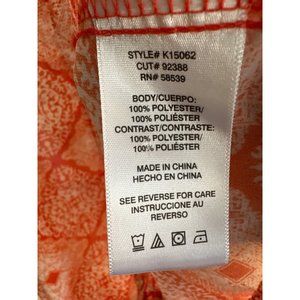 STYLE# K15062
CUT# 92388
RN# 58539
BODY/CUERPO:
100% POLYESTER/
100% POLIÉSTER
CONTRAST/CONTRASTE:
100% POLYESTER/
100% POLIÉSTER
MADE IN CHINA
HECHO EN CHINA
SEE REVERSE FOR CARE
INSTRUCCIONE AU
REVERSO